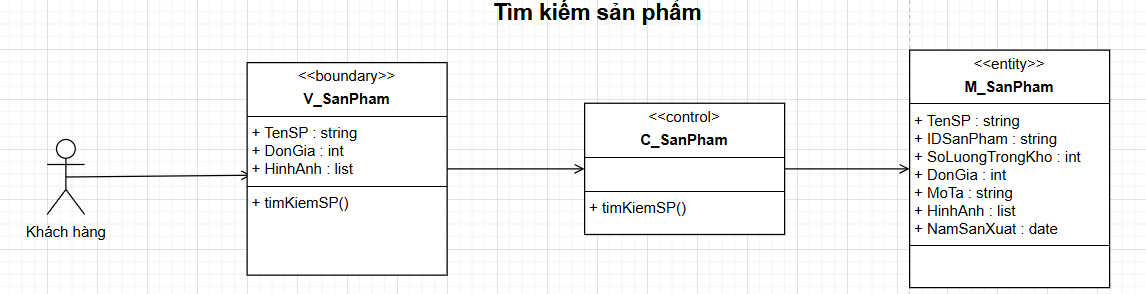 Tìm kiếm sản phẩm
<<boundary>>
V_SanPham
+ TenSP : string
+ DonGia : int
+ HinhAnh : list
+ timKiemSP()
Khách hàng
<<control>
C_SanPham
+ timKiemSP()
<<entity>>
M_SanPham
+ TenSP : string
+ IDSanPham : string
+ SoLuongTrongKho : int
+ DonGia : int
+ MoTa : string
+ HinhAnh : list
+ NamSanXuat : date